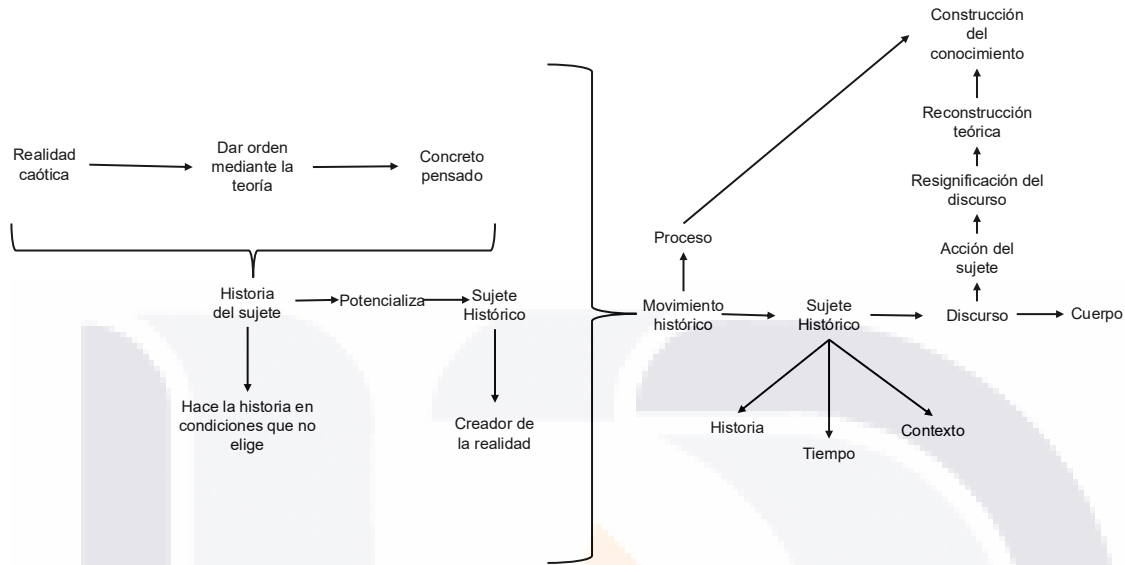 Realidad
caótica
Dar orden
mediante la
teoría
Concreto
pensado
Historia
del sujete
Potencializa
Sujete
Histórico
Hace la historia en
condiciones que no
elige
Creador de
la realidad
Construcción
del
conocimiento
Reconstrucción
teórica
Resignificación del
discurso
Acción del
sujete
Proceso
Movimiento
histórico
Sujete
Histórico
Discurso
Cuerpo
Historia
Tiempo
Contexto